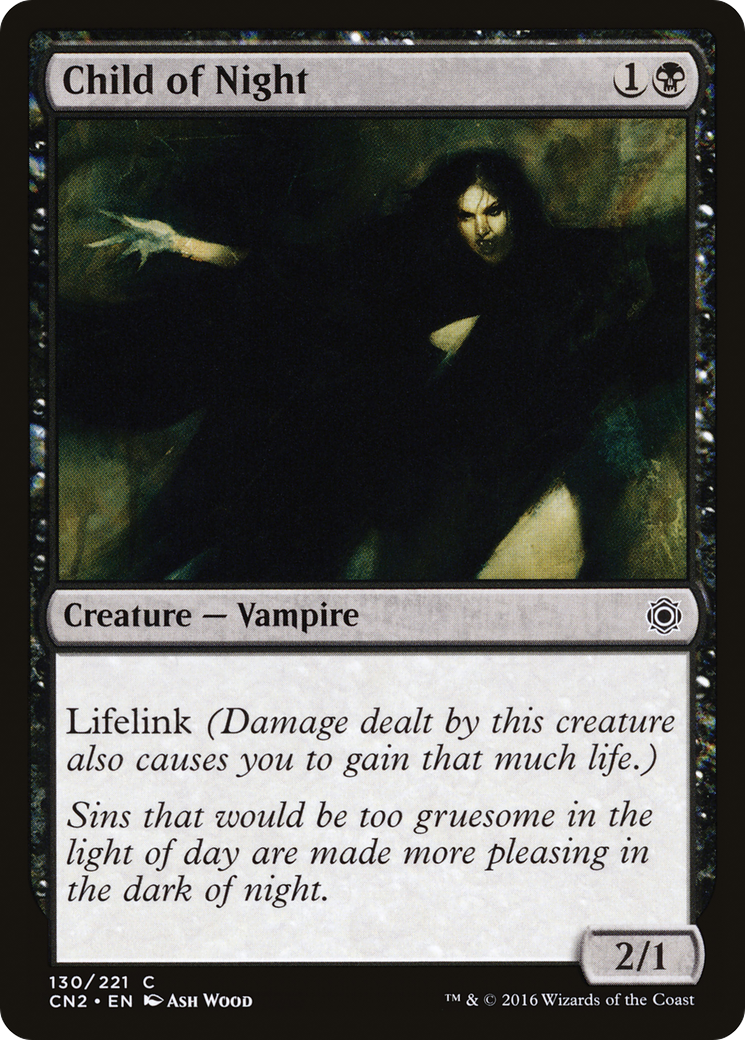 Child of Night 1
Creature — Vampire
Lifelink (Damage dealt by this creature
also causes you to gain that much life.)
Sins that would be too gruesome in the
light of day are made more pleasing in
the dark of night.
2/1
130/221 C
CN2 • EN Ash Wood
™ & © 2016 Wizards of the Coast